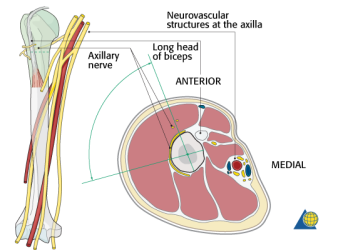 Neurovascular
structures at the axilla
Axillary
nerve
Long head
of biceps
ANTERIOR
MEDIAL